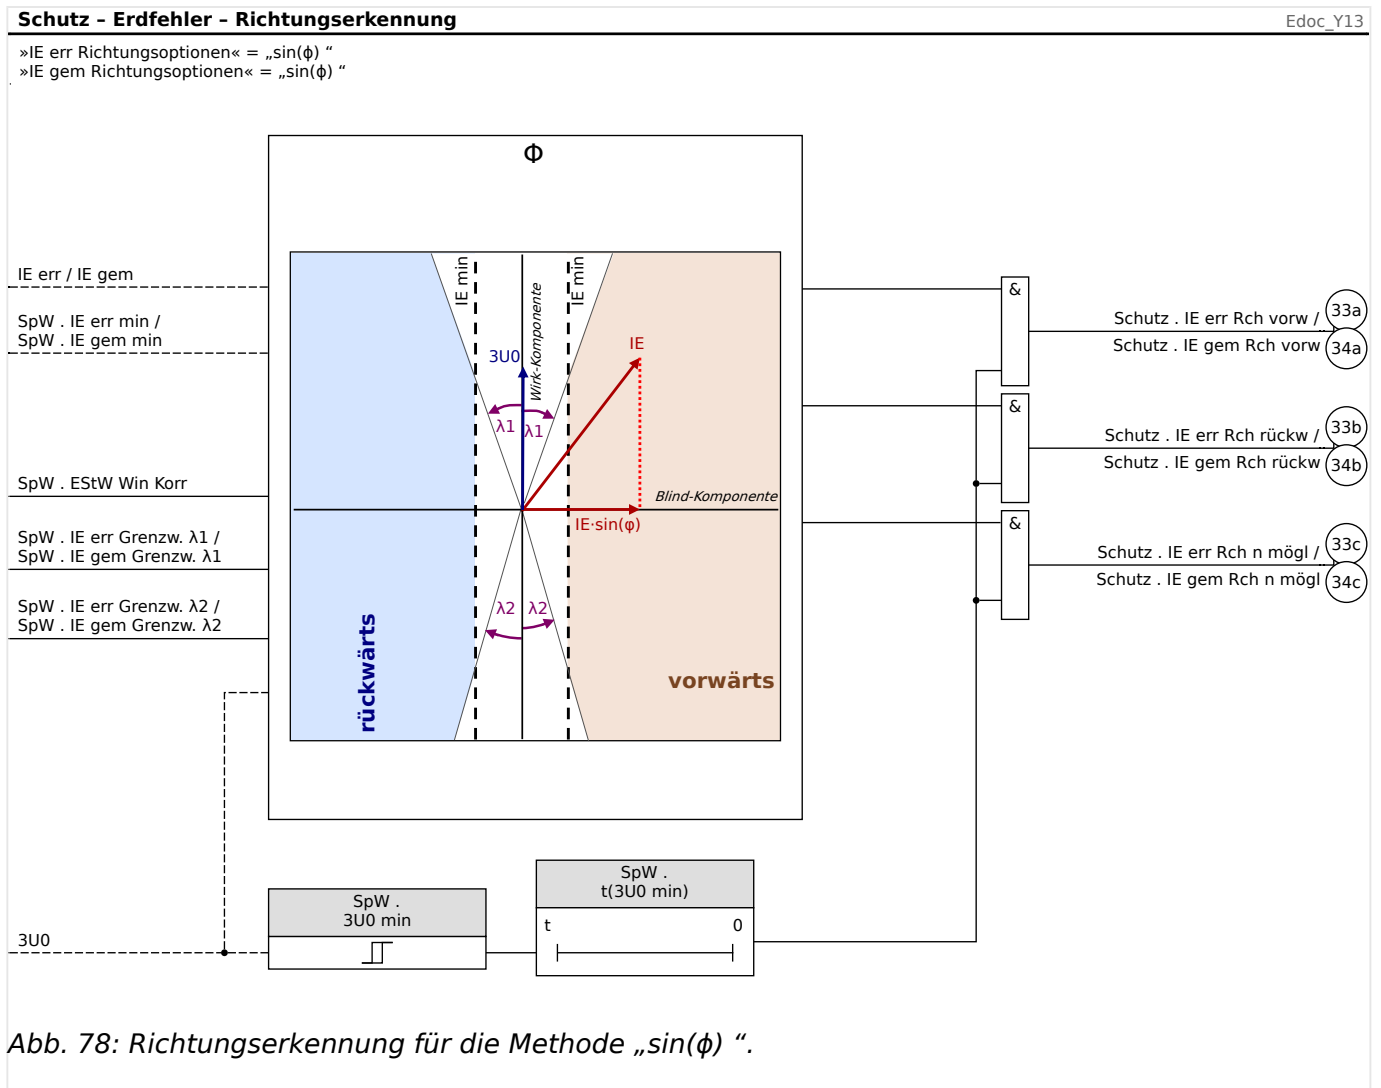 Schutz – Erdfehler – Richtungserkennung
Edoc_Y13
»IE err Richtungsoptionen« = „sin(ϕ) “
»IE gem Richtungsoptionen« = „sin(ϕ) “
Φ
IE err / IE gem
SpW . IE err min /
SpW . IE gem min
SpW . EStW Win Korr
SpW . IE err Grenzw. λ1 /
SpW . IE gem Grenzw. λ1
SpW . IE err Grenzw. λ2 /
SpW . IE gem Grenzw. λ2
3U0
IE min
IE min
Wirk-Komponente
3U0
IE
λ1
λ1
Blind-Komponente
IE·sin(φ)
λ2
λ2
rückwärts
vorwärts
&
Schutz . IE err Rch vorw /
33a
Schutz . IE gem Rch vorw
34a
&
Schutz . IE err Rch rückw /
33b
Schutz . IE gem Rch rückw
34b
&
Schutz . IE err Rch n mögl /
33c
Schutz . IE gem Rch n mögl
34c
SpW .
3U0 min
SpW .
t(3U0 min)
t
0
Abb. 78: Richtungserkennung für die Methode „sin(ϕ) “.